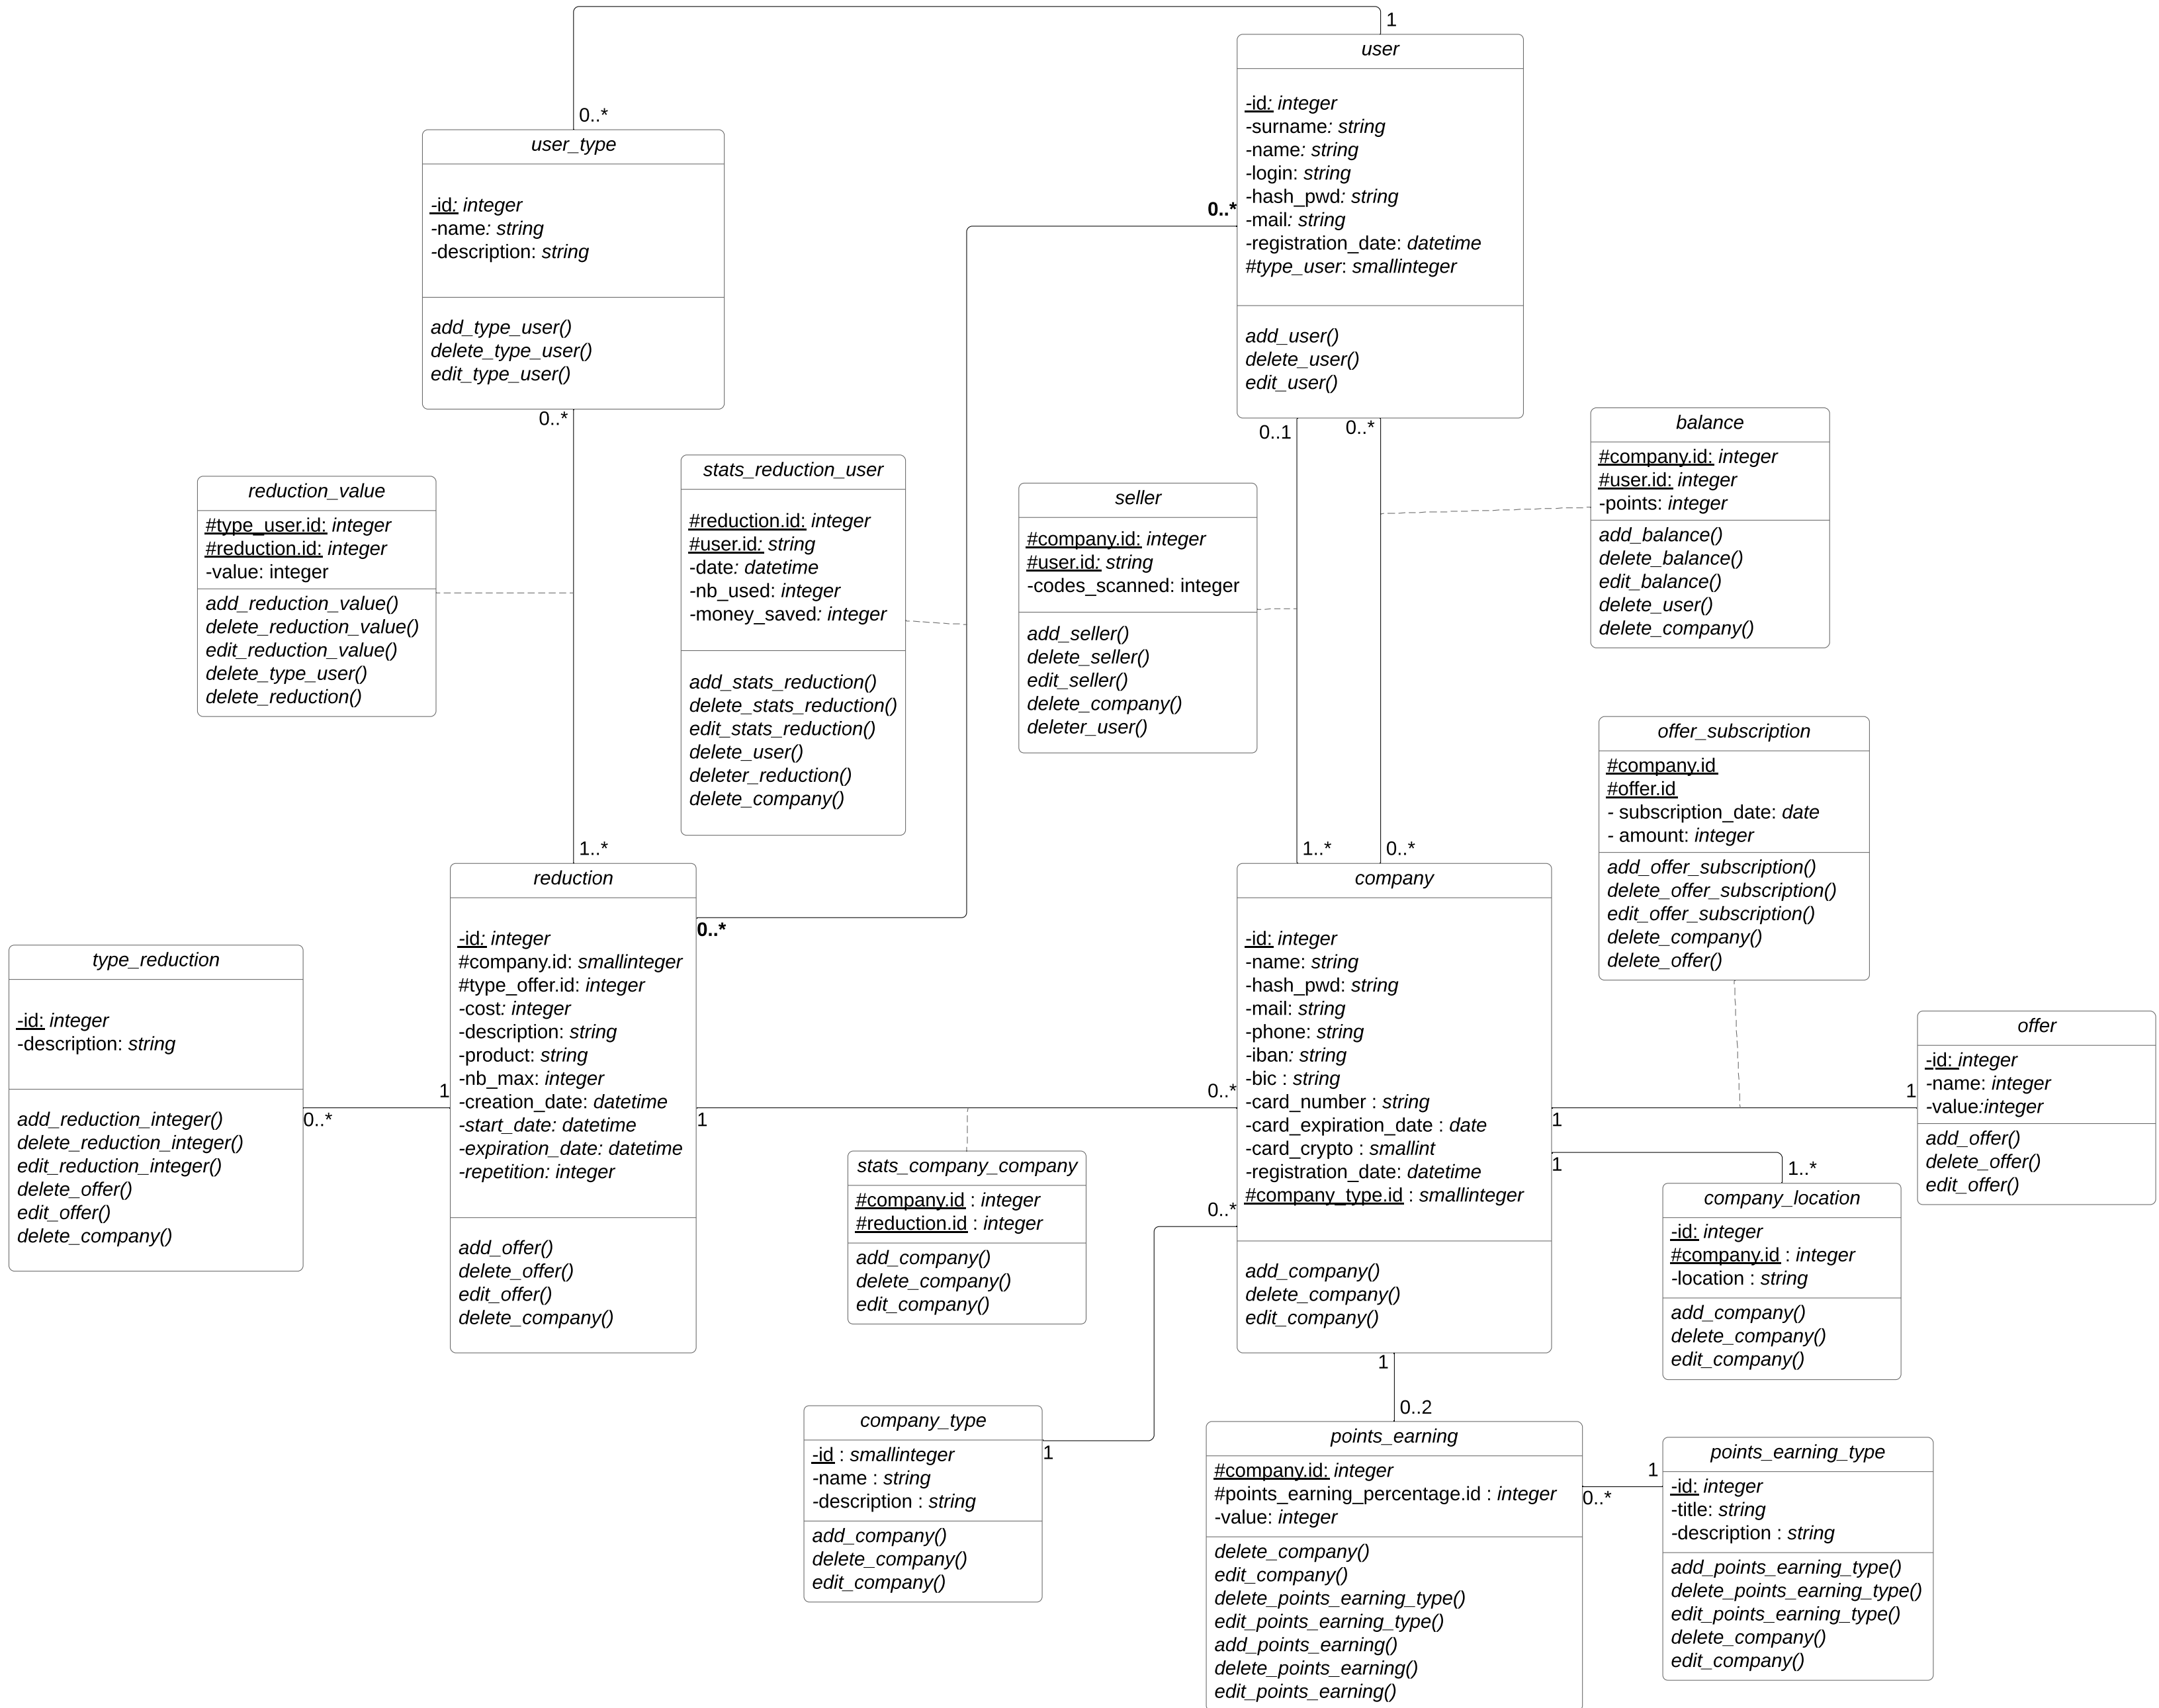 1
user
-id: integer
-surname: string
-name: string
-login: string
-hash_pwd: string
-mail: string
-registration_date: datetime
#type_user: smallinteger
add_user()
delete_user()
edit_user()
0..*
user_type
-id: integer
-name: string
-description: string
add_type_user()
delete_type_user()
edit_type_user()
0..*
0..*
0..1
0..*
balance
#company.id: integer
#user.id: integer
-points: integer
add_balance()
delete_balance()
edit_balance()
delete_user()
delete_company()
reduction_value
#type_user.id: integer
#reduction.id: integer
-value: integer
add_reduction_value()
delete_reduction_value()
edit_reduction_value()
delete_type_user()
delete_reduction()
stats_reduction_user
#reduction.id: integer
#user.id: string
-date: datetime
-nb_used: integer
-money_saved: integer
add_stats_reduction()
delete_stats_reduction()
edit_stats_reduction()
delete_user()
deleter_reduction()
delete_company()
seller
#company.id: integer
#user.id: string
-codes_scanned: integer
add_seller()
delete_seller()
edit_seller()
delete_company()
deleter_user()
offer_subscription
#company.id
#offer.id
- subscription_date: date
- amount: integer
add_offer_subscription()
delete_offer_subscription()
edit_offer_subscription()
delete_company()
delete_offer()
1..*
1..*
0..*
reduction
-id: integer
#company.id: smallinteger
#type_offer.id: integer
-cost: integer
-description: string
-product: string
-nb_max: integer
-creation_date: datetime
-start_date: datetime
-expiration_date: datetime
-repetition: integer
add_offer()
delete_offer()
edit_offer()
delete_company()
0..*
company
-id: integer
-name: string
-hash_pwd: string
-mail: string
-phone: string
-iban: string
-bic : string
-card_number : string
-card_expiration_date : date
-card_crypto : smallint
-registration_date: datetime
#company_type.id : smallinteger
add_company()
delete_company()
edit_company()
type_reduction
-id: integer
-description: string
add_reduction_integer()
delete_reduction_integer()
edit_reduction_integer()
delete_offer()
edit_offer()
delete_company()
0..*
1
1
0..*
1
1
offer
-id: integer
-name: integer
-value:integer
add_offer()
delete_offer()
edit_offer()
stats_company_company
#company.id : integer
#reduction.id : integer
add_company()
delete_company()
edit_company()
0..*
1
1..*
company_location
-id: integer
#company.id : integer
-location : string
add_company()
delete_company()
edit_company()
company_type
-id : smallinteger
-name : string
-description : string
add_company()
delete_company()
edit_company()
1
1
0..2
points_earning
#company.id: integer
#points_earning_percentage.id : integer
-value: integer
delete_company()
edit_company()
delete_points_earning_type()
edit_points_earning_type()
add_points_earning()
delete_points_earning()
edit_points_earning()
1
0..*
points_earning_type
-id: integer
-title: string
-description : string
add_points_earning_type()
delete_points_earning_type()
edit_points_earning_type()
delete_company()
edit_company()